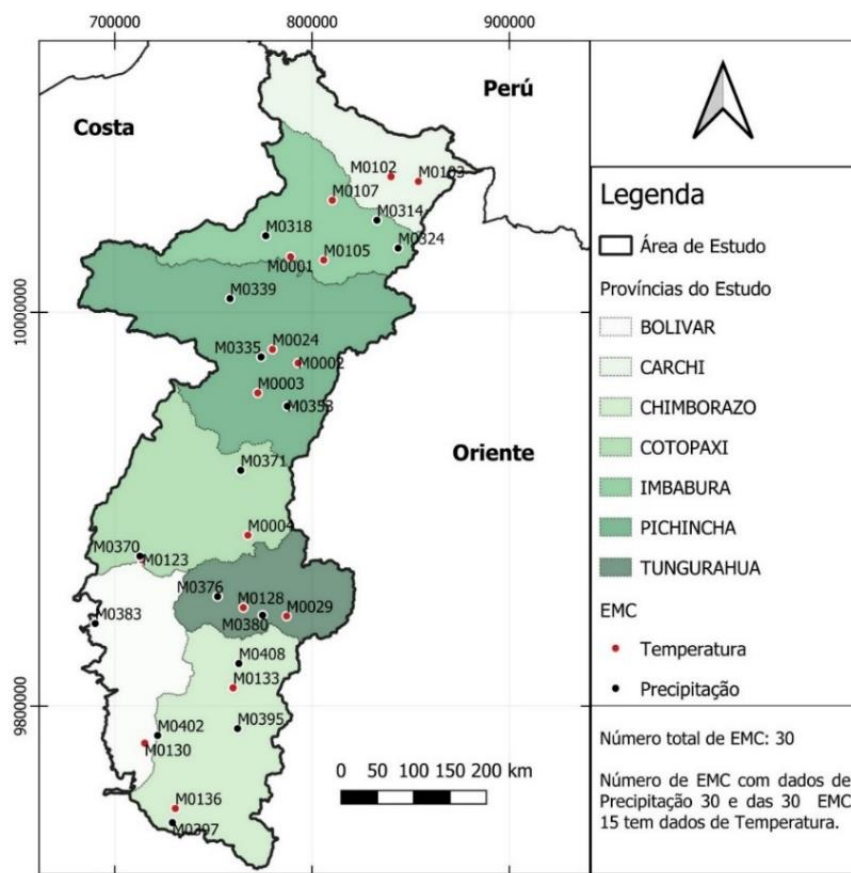 700000 800000 900000
Perú
Costa
M0102
M0103
M0107
M0314
M0318
M0324
M0105
M0001
M0339
10000000
M0024
M0335
M0002
M0003
M0353
M0371
Oriente
M0004
M0370
M0123
M0376
M0128
M0029
M0383
M0380
M0408
M0133
9800000
M0395
M0402
M0130
0 50 100 150 200 km
M0136
M0397
Legenda
Área de Estudo
Províncias do Estudo
BOLIVAR
CARCHI
CHIMBORAZO
COTOPAXI
IMBABURA
PICHINCHA
TUNGURAHUA
EMC
Temperatura
Precipitação
Número total de EMC: 30
Número de EMC com dados de
Precipitação 30 e das 30 EMC
15 tem dados de Temperatura.